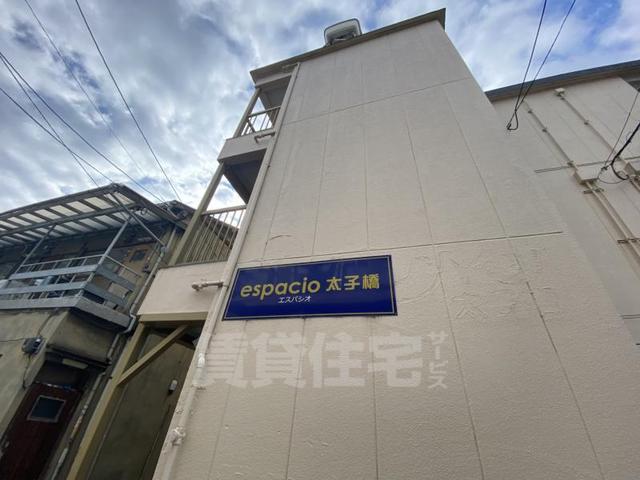 espacio 太子橋
エスパシオ
賃貸住宅サービス